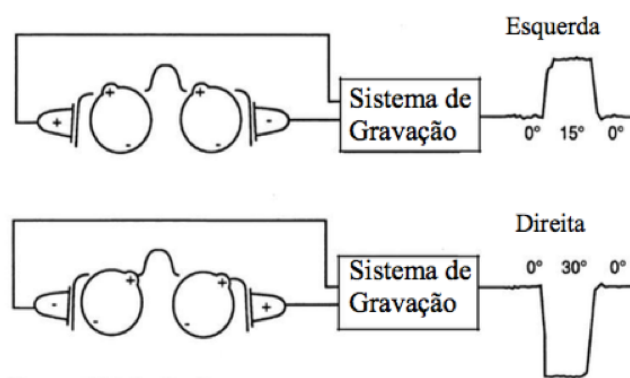 Esquerda
+ + - +
- -
Sistema de
Gravação
0° 15° 0°
Direita
- + + +
- -
Sistema de
Gravação
0° 30° 0°